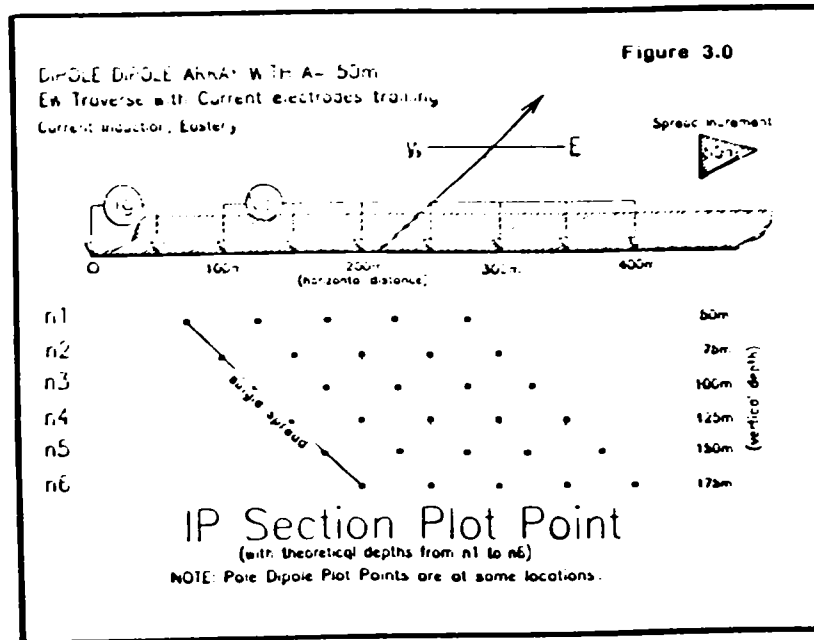 Figure 3.0
DIPOLE DIPOLE ARRAY WITH A= 50m
EW Traverse with Current electrodes trailing
Current induction, Easterly
Spread Increment
E
0
100m
200m
300m
400m
(horizontal distance)
n1
50m
n2
75m
n3
100m
n4
125m
n5
150m
n6
175m
single spread
(vertical depth)
IP Section Plot Point
(with theoretical depths from n1 to n6)
NOTE: Pole Dipole Plot Points are at same locations.